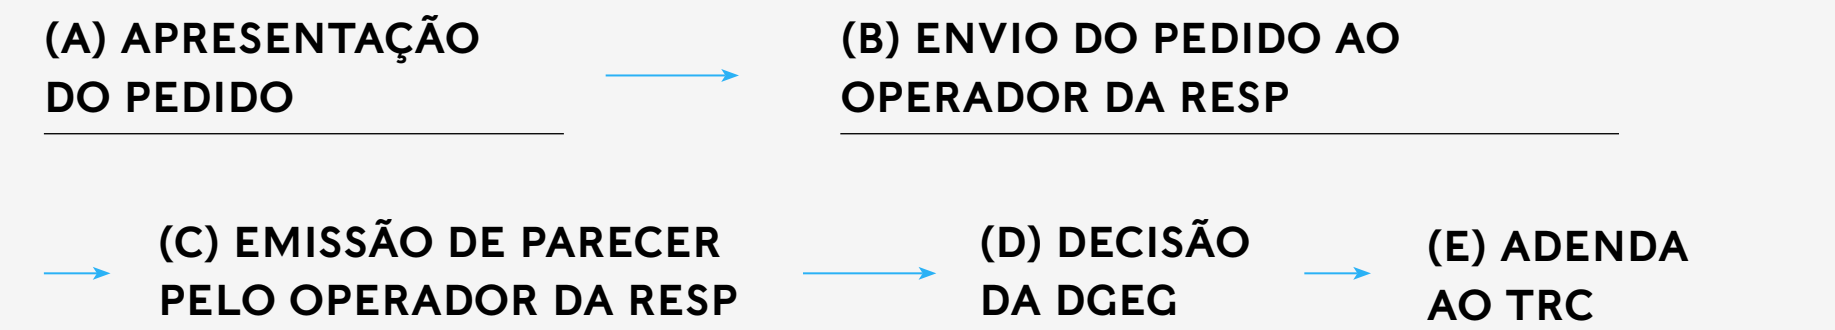 (A) APRESENTAÇÃO
DO PEDIDO
(B) ENVIO DO PEDIDO AO
OPERADOR DA RESP
(C) EMISSÃO DE PARECER
PELO OPERADOR DA RESP
(D) DECISÃO
DA DGEG
(E) ADENDA
AO TRC